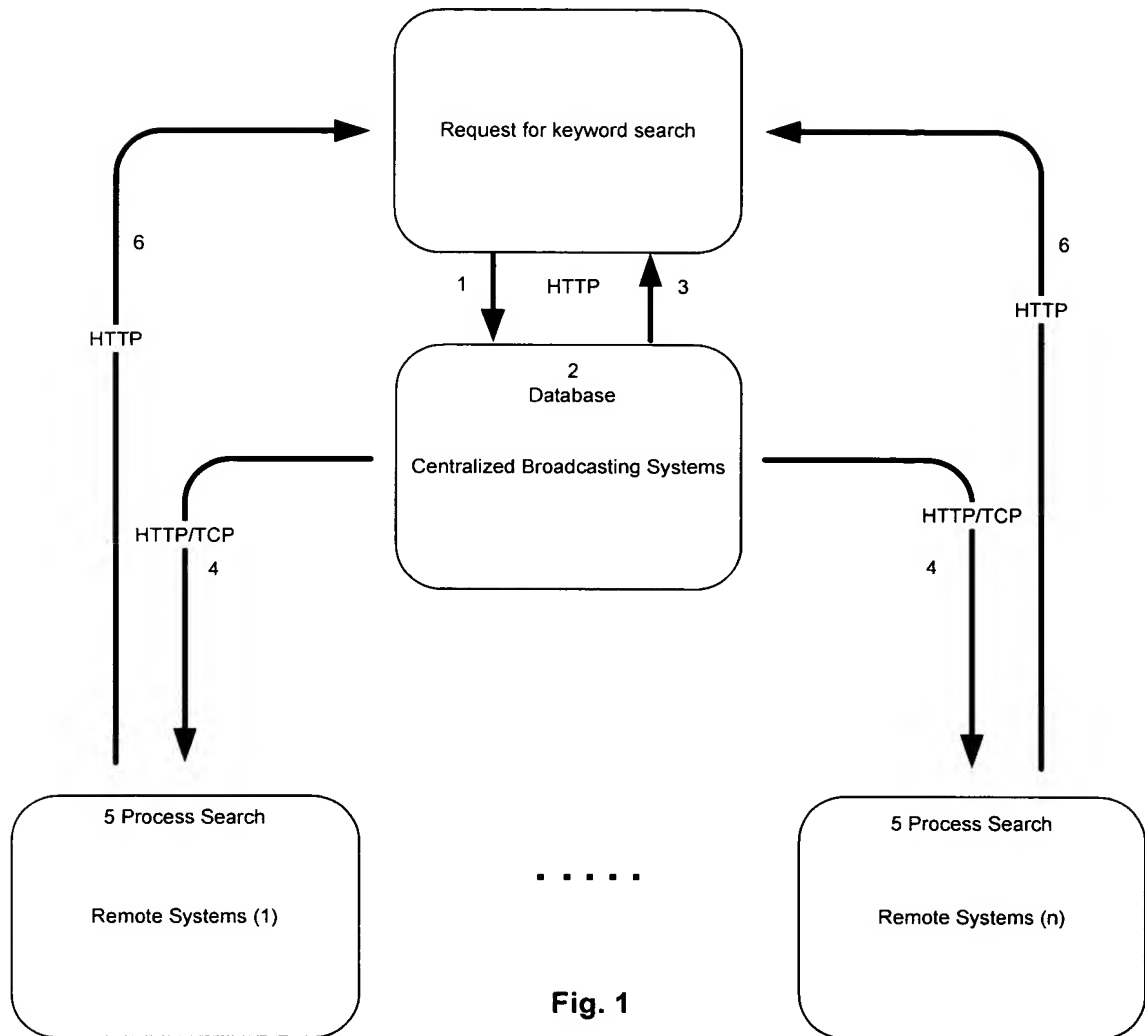 Request for keyword search
6
6
1
HTTP
3
HTTP
HTTP
2
Database
Centralized Broadcasting Systems
HTTP/TCP
4
HTTP/TCP
4
5 Process Search
Remote Systems (1)
. . . . .
5 Process Search
Remote Systems (n)
Fig. 1